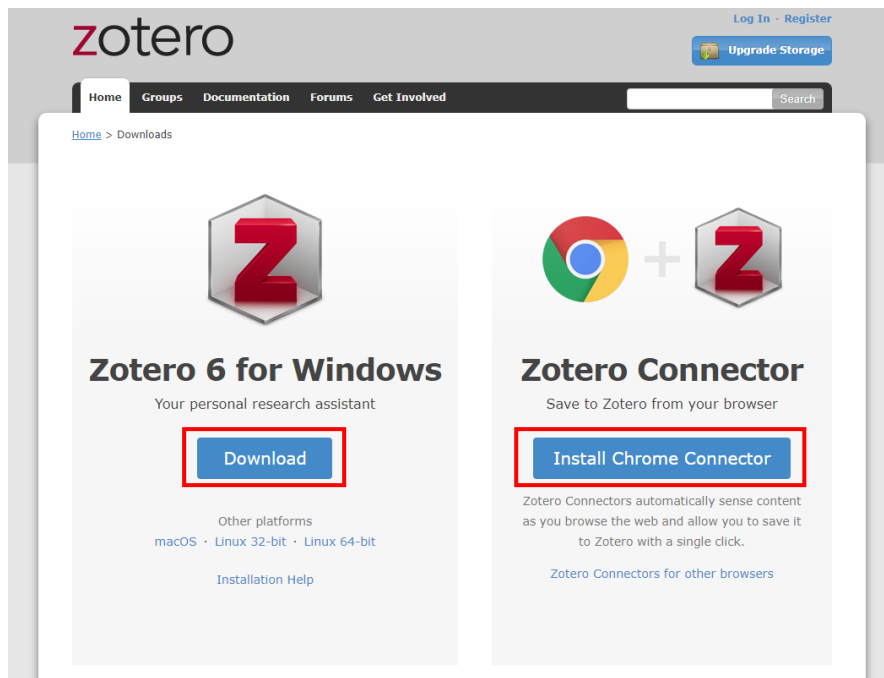 zotero
Log In · Register
Upgrade Storage
Home Groups Documentation Forums Get Involved
Search
Home > Downloads
Z
Zotero 6 for Windows
Your personal research assistant
Download
Other platforms
macOS · Linux 32-bit · Linux 64-bit
Installation Help
+ Z
Zotero Connector
Save to Zotero from your browser
Install Chrome Connector
Zotero Connectors automatically sense content
as you browse the web and allow you to save it
to Zotero with a single click.
Zotero Connectors for other browsers